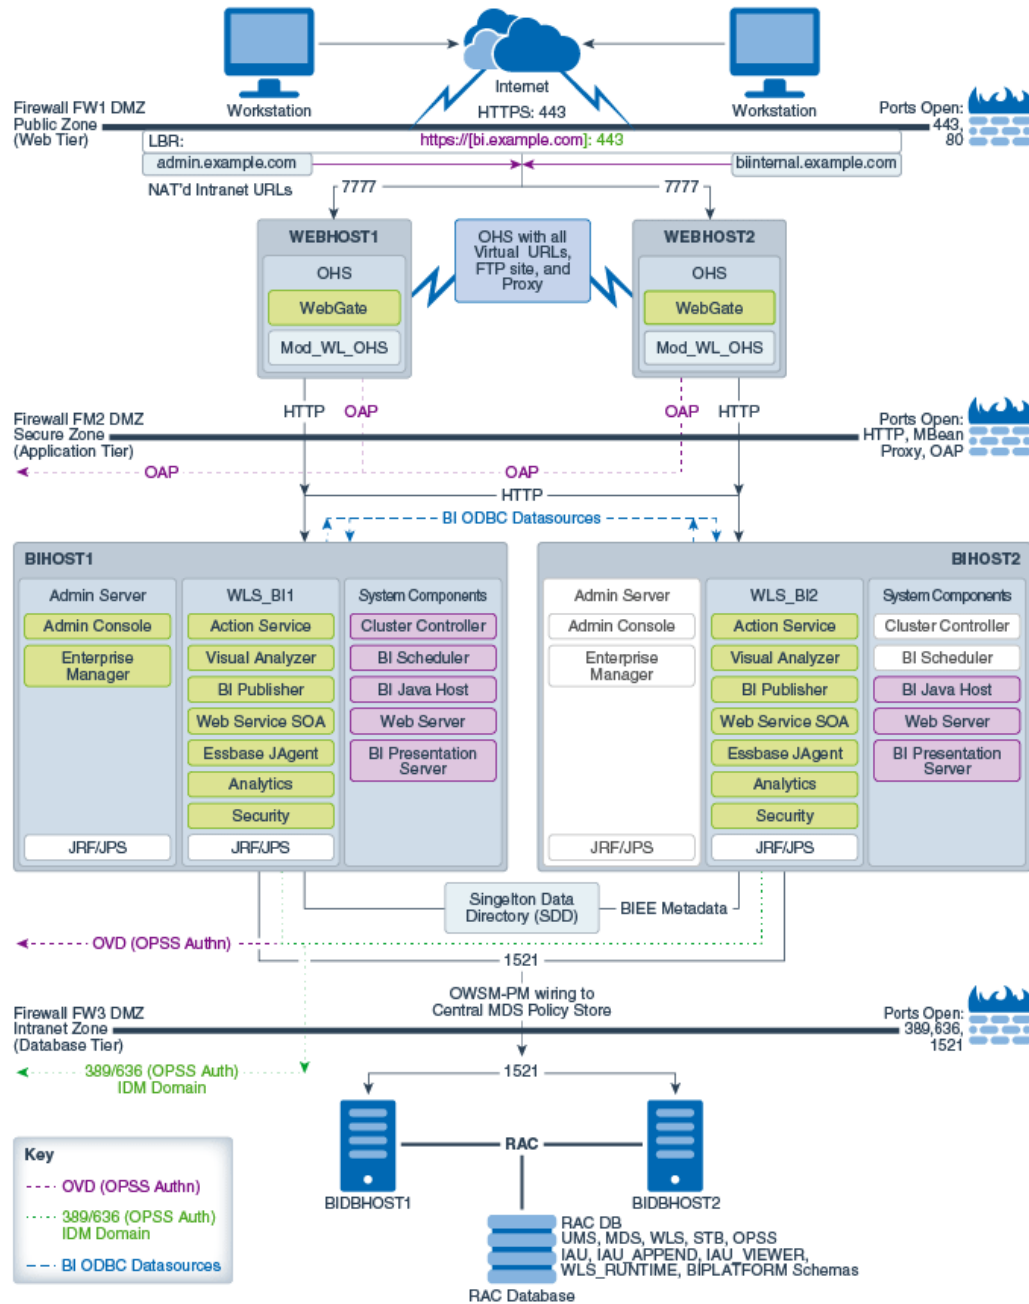 Internet
Workstation
Workstation
HTTPS: 443
Firewall FW1 DMZ
Public Zone
(Web Tier)
Ports Open:
443,
80
LBR:
https://[bi.example.com]: 443
admin.example.com
biinternal.example.com
NAT'd Intranet URLs
7777
7777
WEBHOST1
OHS
WebGate
Mod_WL_OHS
OHS with all
Virtual URLs,
FTP site, and
Proxy
WEBHOST2
OHS
WebGate
Mod_WL_OHS
HTTP
OAP
OAP
HTTP
Firewall FM2 DMZ
Secure Zone
(Application Tier)
Ports Open:
HTTP, MBean
Proxy, OAP
OAP
OAP
HTTP
BI ODBC Datasources
BIHOST1
Admin Server
Admin Console
Enterprise
Manager
JRF/JPS
WLS_BI1
Action Service
Visual Analyzer
BI Publisher
Web Service SOA
Essbase JAgent
Analytics
Security
JRF/JPS
System Components
Cluster Controller
BI Scheduler
BI Java Host
Web Server
BI Presentation
Server
BIHOST2
Admin Server
Admin Console
Enterprise
Manager
JRF/JPS
WLS_BI2
Action Service
Visual Analyzer
BI Publisher
Web Service SOA
Essbase JAgent
Analytics
Security
JRF/JPS
System Components
Cluster Controller
BI Scheduler
BI Java Host
Web Server
BI Presentation
Server
Singelton Data
Directory (SDD)
BIEE Metadata
OVD (OPSS Authn)
1521
OWSM-PM wiring to
Central MDS Policy Store
Firewall FW3 DMZ
Intranet Zone
(Database Tier)
Ports Open:
389,636,
1521
389/636 (OPSS Auth)
IDM Domain
1521
RAC
BIDBHOST1
BIDBHOST2
Key
OVD (OPSS Authn)
389/636 (OPSS Auth)
IDM Domain
BI ODBC Datasources
RAC DB
UMS, MDS, WLS, STB, OPSS
IAU, IAU_APPEND, IAU_VIEWER,
WLS_RUNTIME, BIPLATFORM Schemas
RAC Database